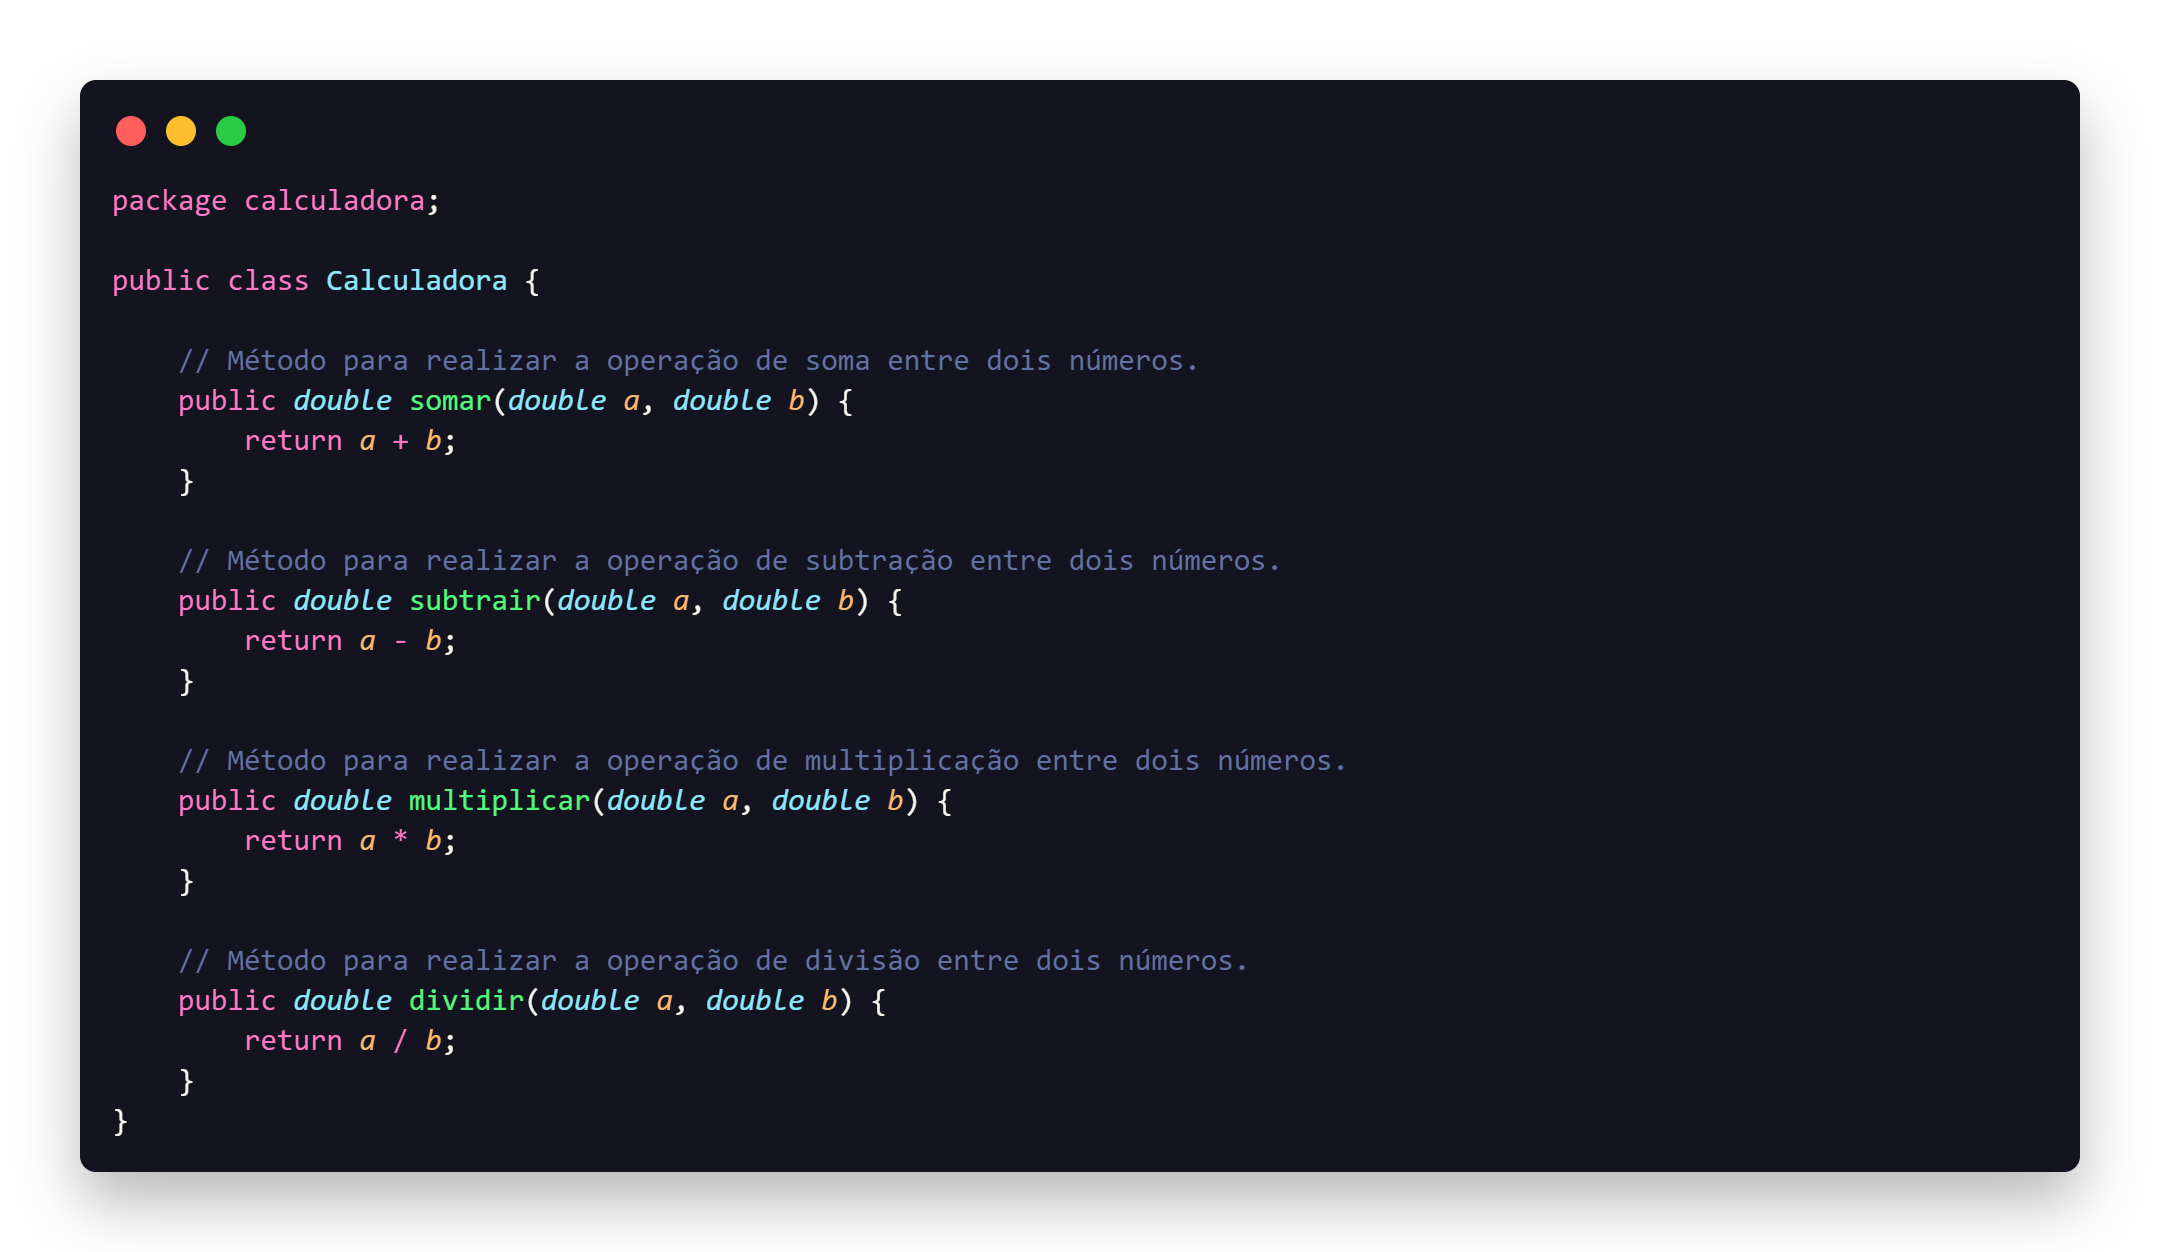 package calculadora;

public class Calculadora {

    // Método para realizar a operação de soma entre dois números.
    public double somar(double a, double b) {
        return a + b;
    }

    // Método para realizar a operação de subtração entre dois números.
    public double subtrair(double a, double b) {
        return a - b;
    }

    // Método para realizar a operação de multiplicação entre dois números.
    public double multiplicar(double a, double b) {
        return a * b;
    }

    // Método para realizar a operação de divisão entre dois números.
    public double dividir(double a, double b) {
        return a / b;
    }
}